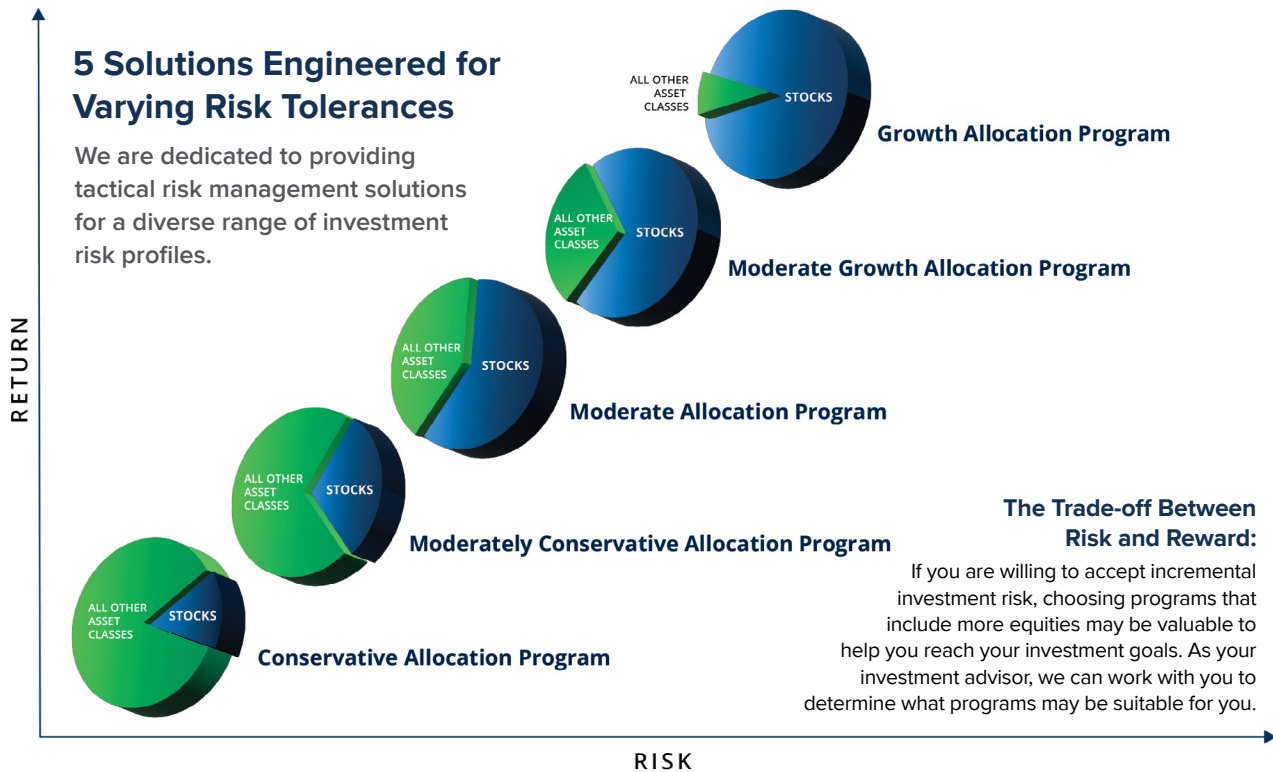 5 Solutions Engineered for
Varying Risk Tolerances
We are dedicated to providing
tactical risk management solutions
for a diverse range of investment
risk profiles.
ALL OTHER
ASSET
CLASSES
STOCKS
Growth Allocation Program
ALL OTHER
ASSET
CLASSES
STOCKS
Moderate Growth Allocation Program
ALL OTHER
ASSET
CLASSES
STOCKS
Moderate Allocation Program
ALL OTHER
ASSET
CLASSES
STOCKS
Moderately Conservative Allocation Program
ALL OTHER
ASSET
CLASSES
STOCKS
Conservative Allocation Program
The Trade-off Between
Risk and Reward:
If you are willing to accept incremental
investment risk, choosing programs that
include more equities may be valuable to
help you reach your investment goals. As your
investment advisor, we can work with you to
determine what programs may be suitable for you.
RETURN
RISK